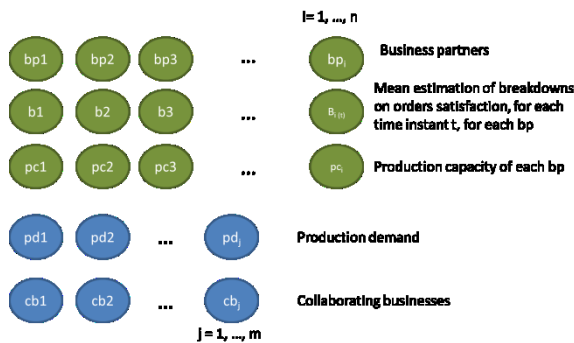 i= 1, ..., n
bp1 bp2 bp3 ... bpᵢ Business partners
b1 b2 b3 ... Bᵢ ₍ₜ₎ Mean estimation of breakdowns
on orders satisfaction, for each
time instant t, for each bp
pc1 pc2 pc3 ... pcᵢ Production capacity of each bp
pd1 pd2 ... pdⱼ Production demand
cb1 cb2 ... cbⱼ Collaborating businesses
j = 1, ..., m